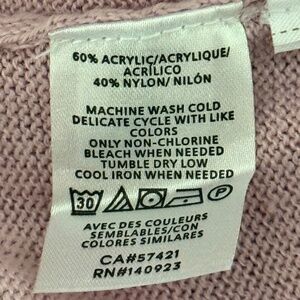 60% ACRYLIC/ACRYLIQUE/
ACRÍLICO
40% NYLON/ NILÓN
MACHINE WASH COLD
DELICATE CYCLE WITH LIKE
COLORS
ONLY NON-CHLORINE
BLEACH WHEN NEEDED
TUMBLE DRY LOW
COOL IRON WHEN NEEDED
30 P
AVEC DES COULEURS
SEMBLABLES/CON
COLORES SIMILARES
CA#57421
RN#140923